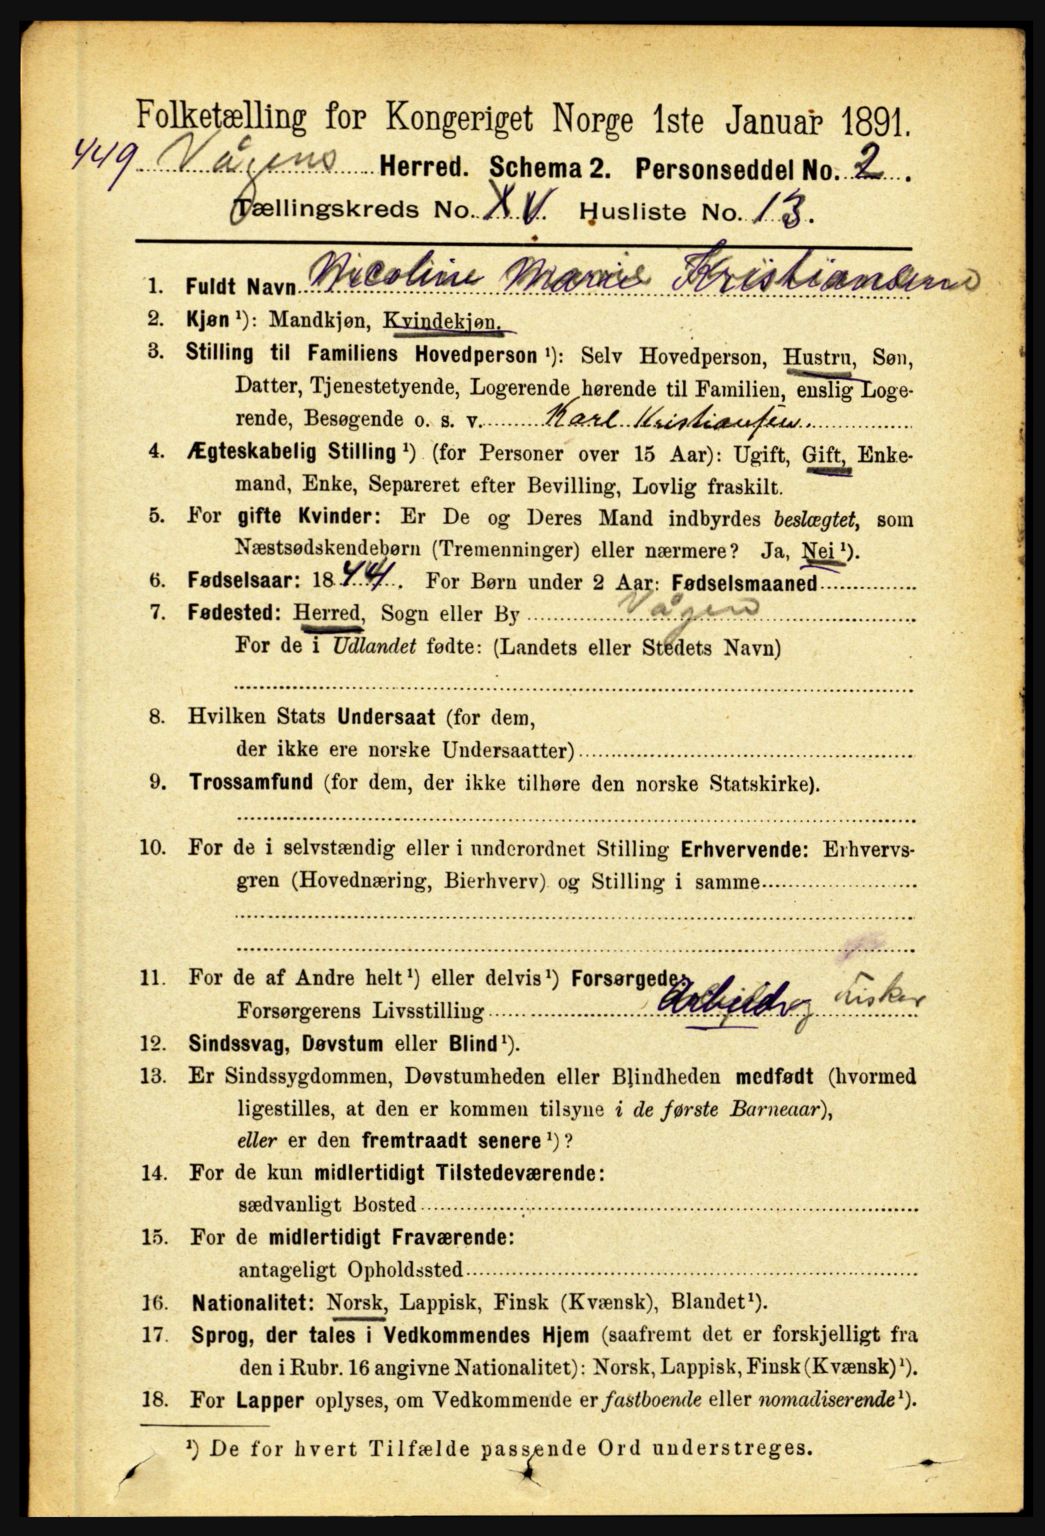 Folketælling for Kongeriget Norge 1ste Januar 1891.
449 Vågens Herred. Schema 2. Personseddel No. 2.
Tællingskreds No. XV. Husliste No. 13.
1. Fuldt Navn Nicoline Marie Kristiansen
2. Kjøn ¹): Mandkjøn, Kvindekjøn.
3. Stilling til Familiens Hovedperson ¹): Selv Hovedperson, Hustru, Søn,
Datter, Tjenestetyende, Logerende hørende til Familien, enslig Loge-
rende, Besøgende o. s. v. Karl Kristiansen.
4. Ægteskabelig Stilling ¹) (for Personer over 15 Aar): Ugift, Gift, Enke-
mand, Enke, Separeret efter Bevilling, Lovlig fraskilt.
5. For gifte Kvinder: Er De og Deres Mand indbyrdes beslægtet, som
Næstsødskendebørn (Tremenninger) eller nærmere? Ja, Nei ¹).
6. Fødselsaar: 1844. For Børn under 2 Aar: Fødselsmaaned
7. Fødested: Herred, Sogn eller By Vågen
For de i Udlandet fødte: (Landets eller Stedets Navn)
8. Hvilken Stats Undersaat (for dem,
der ikke ere norske Undersaatter)
9. Trossamfund (for dem, der ikke tilhøre den norske Statskirke).
10. For de i selvstændig eller i underordnet Stilling Erhvervende: Erhvervs-
gren (Hovednæring, Bierhverv) og Stilling i samme
11. For de af Andre helt ¹) eller delvis ¹) Forsørgede:
Forsørgerens Livsstilling Arbeider og Fisker
12. Sindssvag, Døvstum eller Blind ¹).
13. Er Sindssygdommen, Døvstumheden eller Blindheden medfødt (hvormed
ligestilles, at den er kommen tilsyne i de første Barneaar),
eller er den fremtraadt senere ¹)?
14. For de kun midlertidigt Tilstedeværende:
sædvanligt Bosted
15. For de midlertidigt Fraværende:
antageligt Opholdssted
16. Nationalitet: Norsk, Lappisk, Finsk (Kvænsk), Blandet ¹).
17. Sprog, der tales i Vedkommendes Hjem (saafremt det er forskjelligt fra
den i Rubr. 16 angivne Nationalitet): Norsk, Lappisk, Finsk (Kvænsk) ¹).
18. For Lapper oplyses, om Vedkommende er fastboende eller nomadiserende ¹).
¹) De for hvert Tilfælde passende Ord understreges.